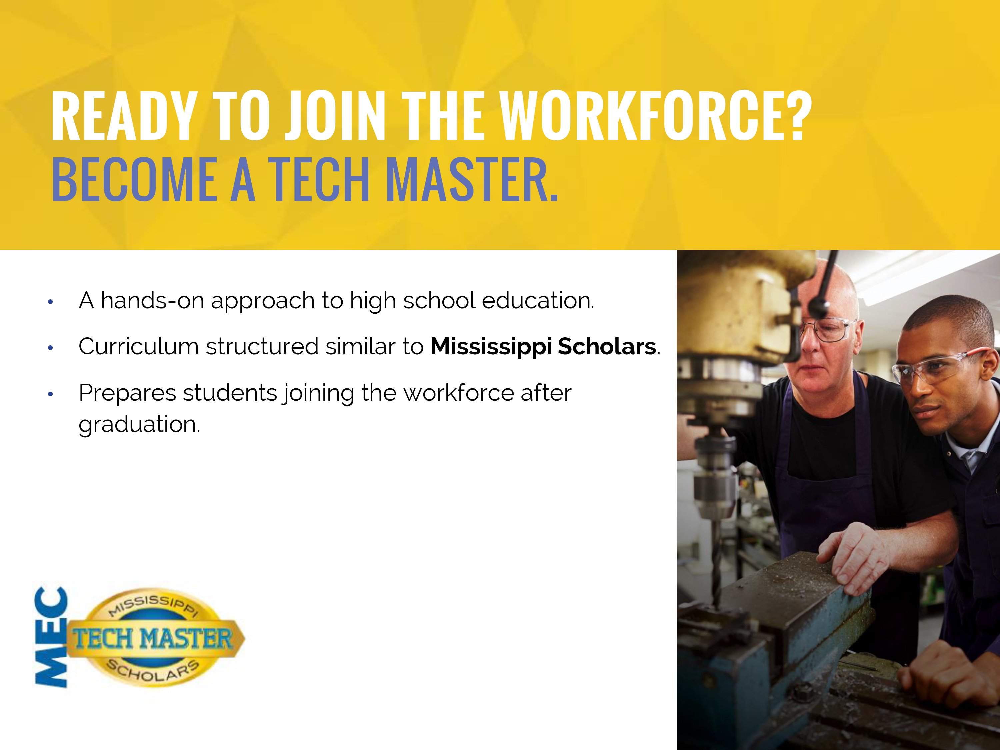 READY TO JOIN THE WORKFORCE?
BECOME A TECH MASTER.
• A hands-on approach to high school education.
• Curriculum structured similar to Mississippi Scholars.
• Prepares students joining the workforce after
graduation.
MEC
MISSISSIPPI
TECH MASTER
SCHOLARS